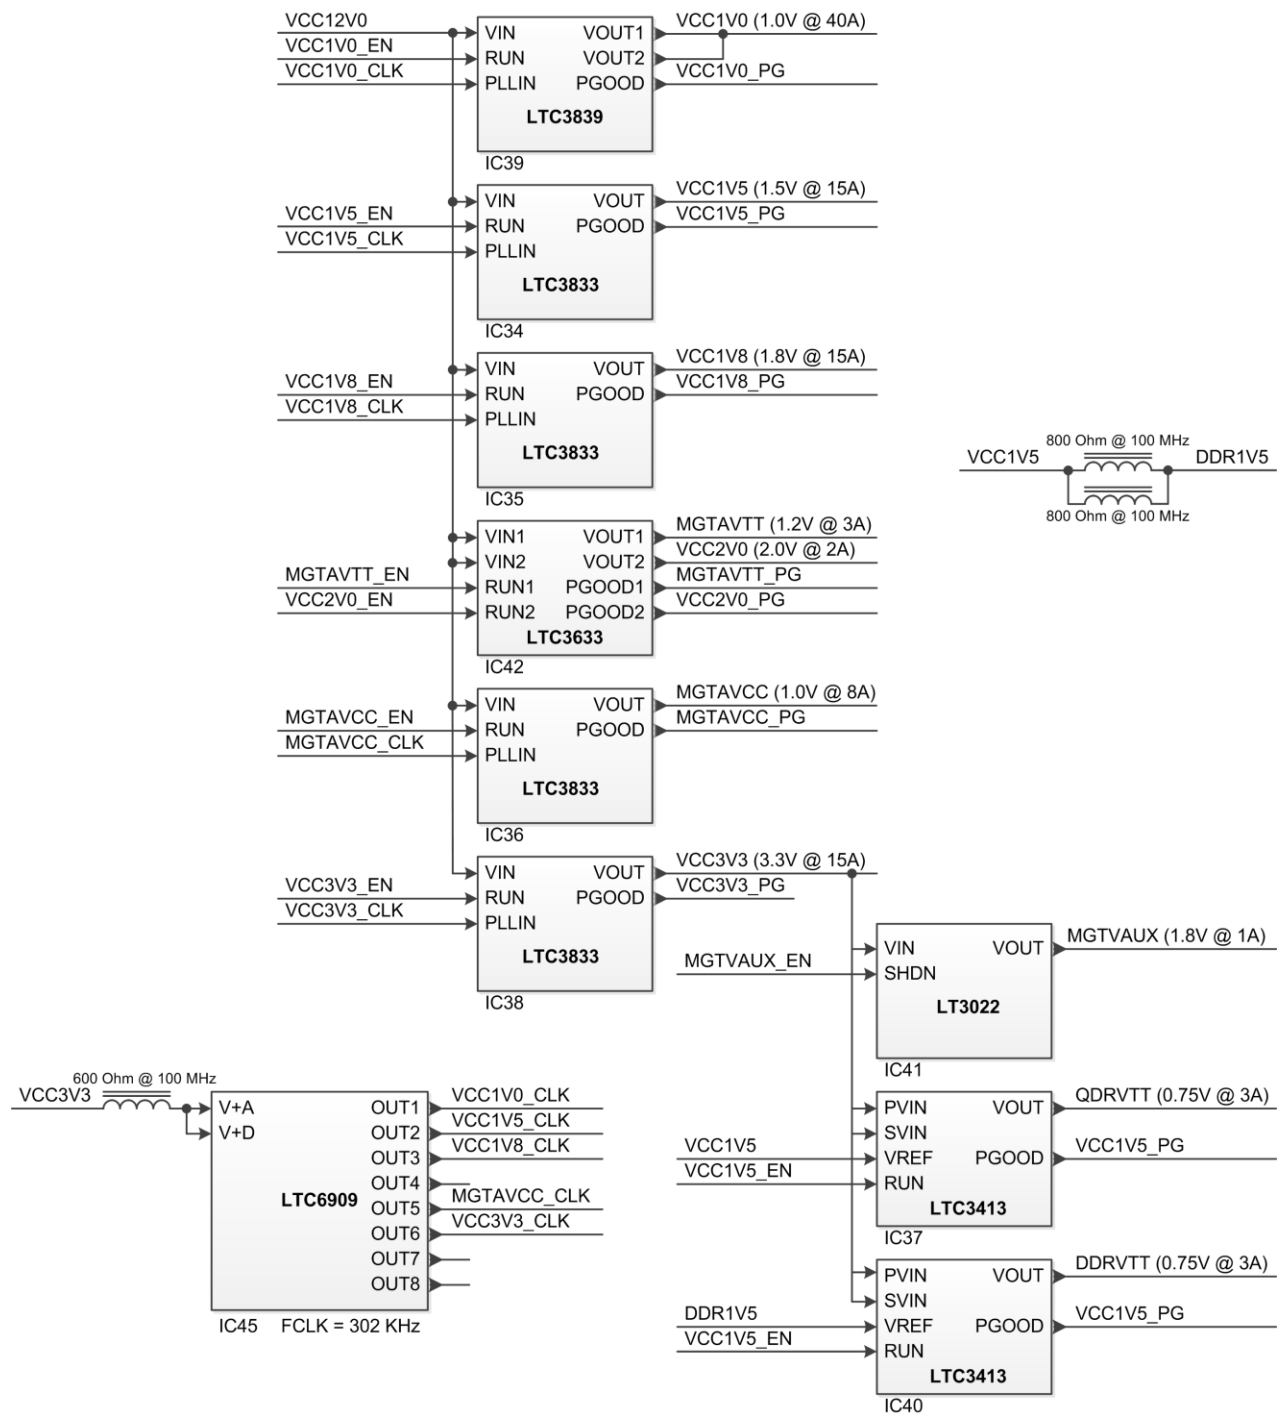 VCC12V0
VCC1V0_EN
VCC1V0_CLK
VIN VOUT1
RUN VOUT2
PLLIN PGOOD
LTC3839
IC39
VCC1V0 (1.0V @ 40A)
VCC1V0_PG
VCC1V5_EN
VCC1V5_CLK
VIN VOUT
RUN PGOOD
PLLIN
LTC3833
IC34
VCC1V5 (1.5V @ 15A)
VCC1V5_PG
VCC1V8_EN
VCC1V8_CLK
VIN VOUT
RUN PGOOD
PLLIN
LTC3833
IC35
VCC1V8 (1.8V @ 15A)
VCC1V8_PG
800 Ohm @ 100 MHz
VCC1V5 DDR1V5
800 Ohm @ 100 MHz
MGTAVTT_EN
VCC2V0_EN
VIN1 VOUT1
VIN2 VOUT2
RUN1 PGOOD1
RUN2 PGOOD2
LTC3633
IC42
MGTAVTT (1.2V @ 3A)
VCC2V0 (2.0V @ 2A)
MGTAVTT_PG
VCC2V0_PG
MGTAVCC_EN
MGTAVCC_CLK
VIN VOUT
RUN PGOOD
PLLIN
LTC3833
IC36
MGTAVCC (1.0V @ 8A)
MGTAVCC_PG
VCC3V3_EN
VCC3V3_CLK
VIN VOUT
RUN PGOOD
PLLIN
LTC3833
IC38
VCC3V3 (3.3V @ 15A)
VCC3V3_PG
MGTVAUX_EN
VIN VOUT
SHDN
LT3022
IC41
MGTVAUX (1.8V @ 1A)
600 Ohm @ 100 MHz
VCC3V3
V+A OUT1
V+D OUT2
OUT3
OUT4
LTC6909
OUT5
OUT6
OUT7
OUT8
IC45 FCLK = 302 KHz
VCC1V0_CLK
VCC1V5_CLK
VCC1V8_CLK
MGTAVCC_CLK
VCC3V3_CLK
VCC1V5
VCC1V5_EN
PVIN VOUT
SVIN
VREF PGOOD
RUN
LTC3413
IC37
QDRVTT (0.75V @ 3A)
VCC1V5_PG
DDR1V5
VCC1V5_EN
PVIN VOUT
SVIN
VREF PGOOD
RUN
LTC3413
IC40
DDRVTT (0.75V @ 3A)
VCC1V5_PG